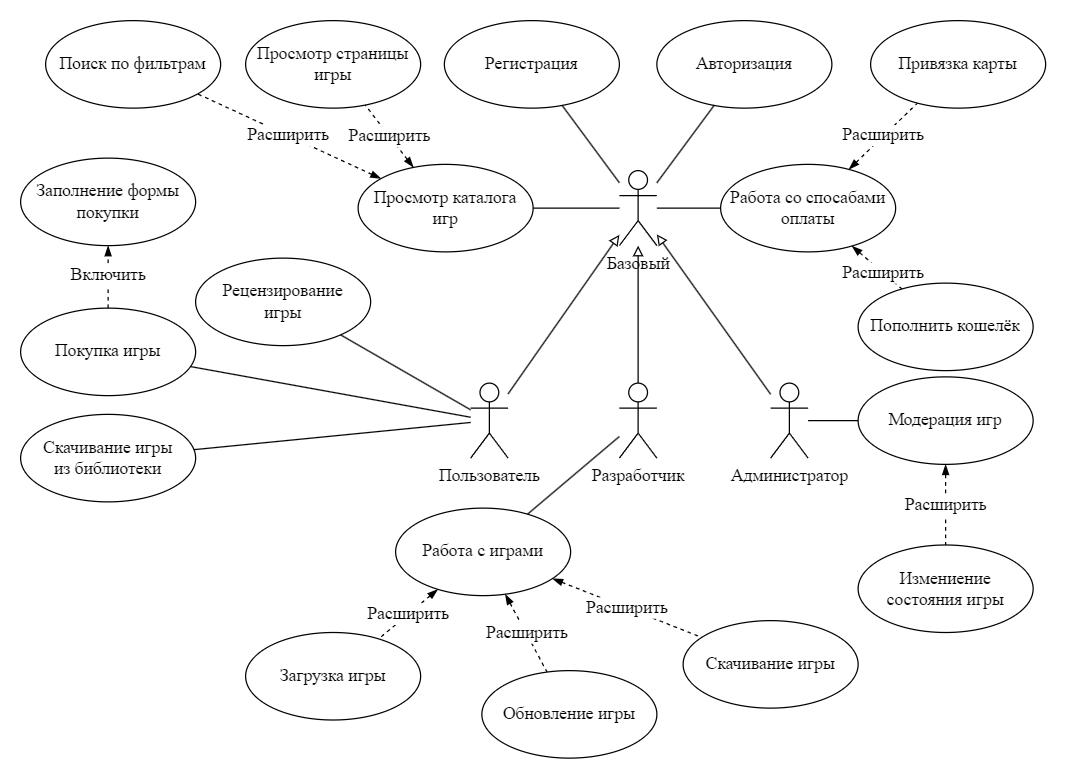 Поиск по фильтрам
Просмотр страницы
игры
Регистрация
Авторизация
Привязка карты
Расширить
Расширить
Расширить
Заполнение формы
покупки
Просмотр каталога
игр
Работа со способами
оплаты
Базовый
Включить
Расширить
Рецензирование
игры
Пополнить кошелёк
Покупка игры
Модерация игр
Скачивание игры
из библиотеки
Пользователь
Разработчик
Администратор
Расширить
Работа с играми
Измениение
состояния игры
Расширить
Расширить
Расширить
Загрузка игры
Скачивание игры
Обновление игры